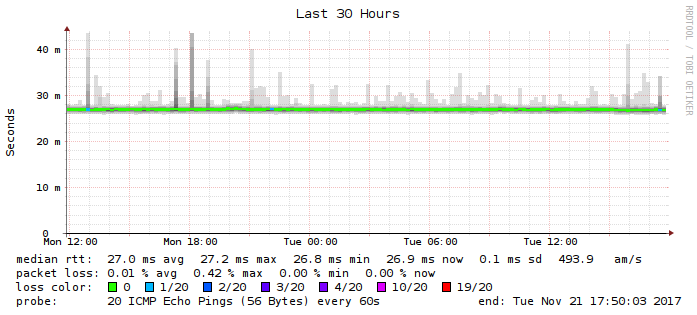 Last 30 Hours
RRDTOOL / TOBI OETIKER
Seconds
40 m
30 m
20 m
10 m
0
Mon 12:00 Mon 18:00 Tue 00:00 Tue 06:00 Tue 12:00
median rtt: 27.0 ms avg 27.2 ms max 26.8 ms min 26.9 ms now 0.1 ms sd 493.9 am/s
packet loss: 0.01 % avg 0.42 % max 0.00 % min 0.00 % now
loss color: 0 1/20 2/20 3/20 4/20 10/20 19/20
probe: 20 ICMP Echo Pings (56 Bytes) every 60s end: Tue Nov 21 17:50:03 2017